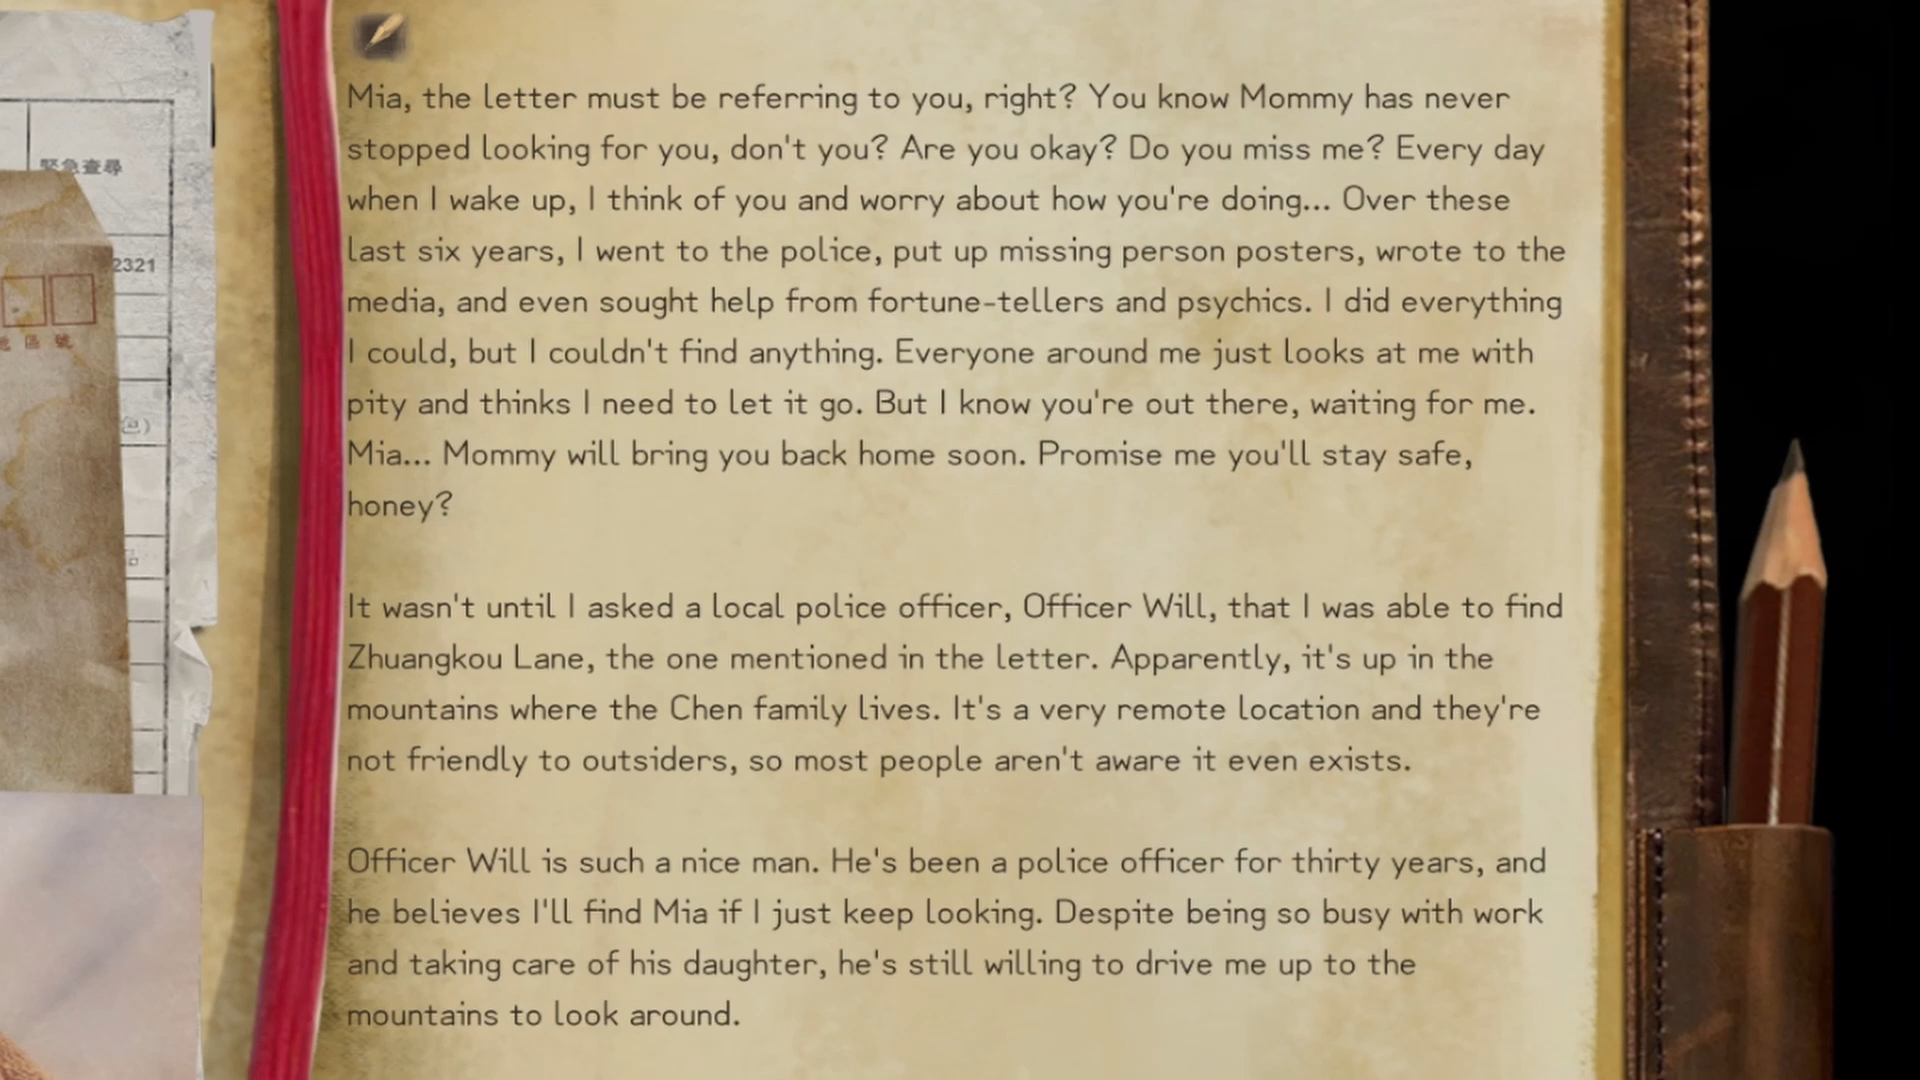 緊急查尋
2321
區 號
Mia, the letter must be referring to you, right? You know Mommy has never
stopped looking for you, don't you? Are you okay? Do you miss me? Every day
when I wake up, I think of you and worry about how you're doing... Over these
last six years, I went to the police, put up missing person posters, wrote to the
media, and even sought help from fortune-tellers and psychics. I did everything
I could, but I couldn't find anything. Everyone around me just looks at me with
pity and thinks I need to let it go. But I know you're out there, waiting for me.
Mia... Mommy will bring you back home soon. Promise me you'll stay safe,
honey?
It wasn't until I asked a local police officer, Officer Will, that I was able to find
Zhuangkou Lane, the one mentioned in the letter. Apparently, it's up in the
mountains where the Chen family lives. It's a very remote location and they're
not friendly to outsiders, so most people aren't aware it even exists.
Officer Will is such a nice man. He's been a police officer for thirty years, and
he believes I'll find Mia if I just keep looking. Despite being so busy with work
and taking care of his daughter, he's still willing to drive me up to the
mountains to look around.